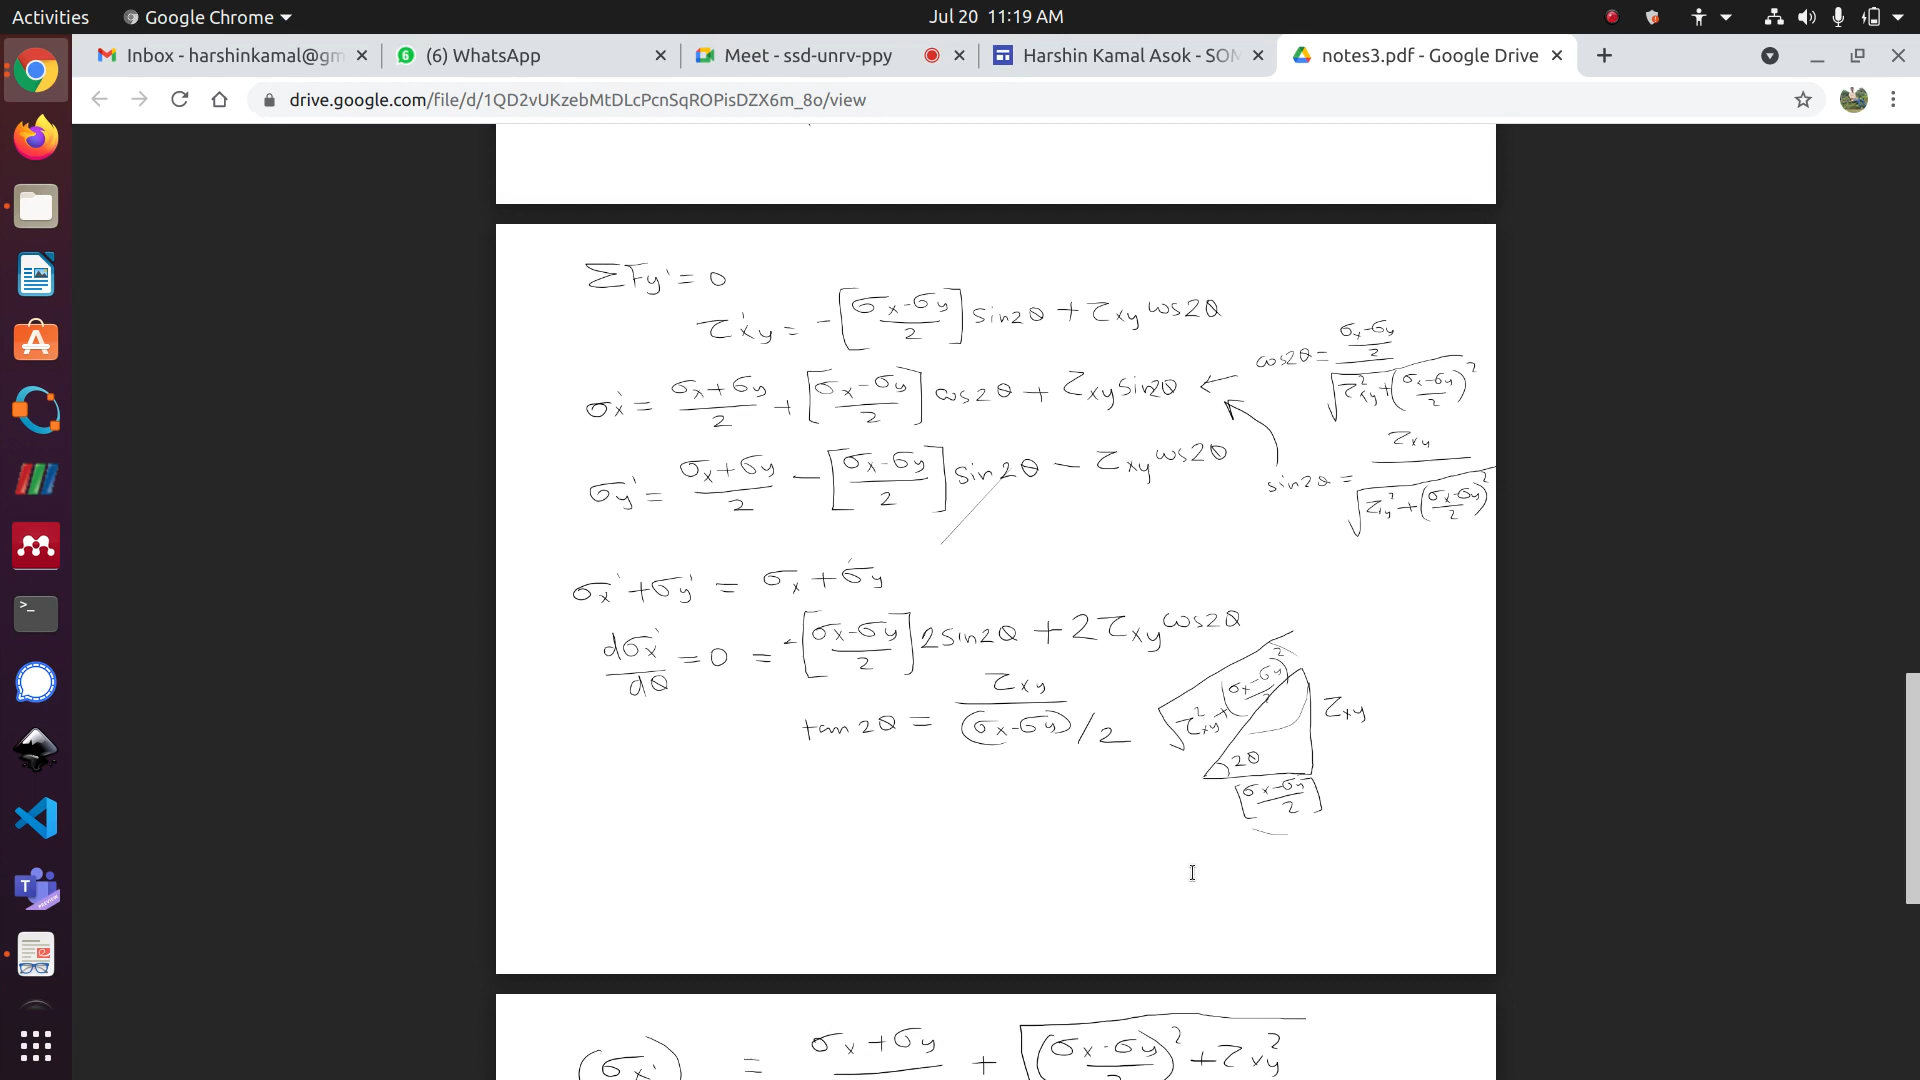 Activities
Google Chrome
Jul 20 11:19 AM
Inbox - harshinkamal@gm
(6) WhatsApp
Meet - ssd-unrv-ppy
Harshin Kamal Asok - SOM
notes3.pdf - Google Drive
drive.google.com/file/d/1QD2vUKzebMtDLcPcnSqROPisDZX6m_8o/view
ΣFy' = 0
τx'y = -[(σx-σy)/2] sin2θ + τxy cos2θ
cos2θ = ((σx-σy)/2) / √(τxy² + ((σx-σy)/2)²)
σx' = (σx+σy)/2 + [(σx-σy)/2] cos2θ + τxy sin2θ ←
σy' = (σx+σy)/2 - [(σx-σy)/2] sin2θ - τxy cos2θ
sin2θ = τxy / √(τxy² + ((σx-σy)/2)²)
σx' + σy' = σx + σy
dσx'/dθ = 0 = -[(σx-σy)/2] 2sin2θ + 2τxy cos2θ
tan2θ = τxy / (σx-σy)/2
√(τxy² + ((σx-σy)/2)²)
τxy
2θ
[(σx-σy)/2]
(σx') = (σx+σy) + √(((σx-σy)/2)² + τxy²)